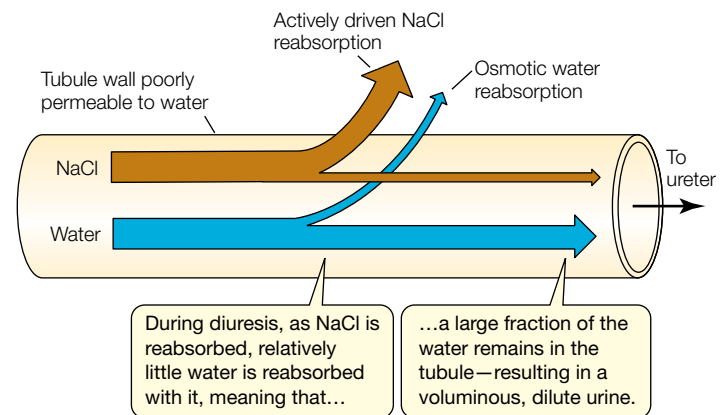 Actively driven NaCl
reabsorption
Tubule wall poorly
permeable to water
Osmotic water
reabsorption
NaCl
Water
To
ureter
During diuresis, as NaCl is
reabsorbed, relatively
little water is reabsorbed
with it, meaning that…
…a large fraction of the
water remains in the
tubule—resulting in a
voluminous, dilute urine.